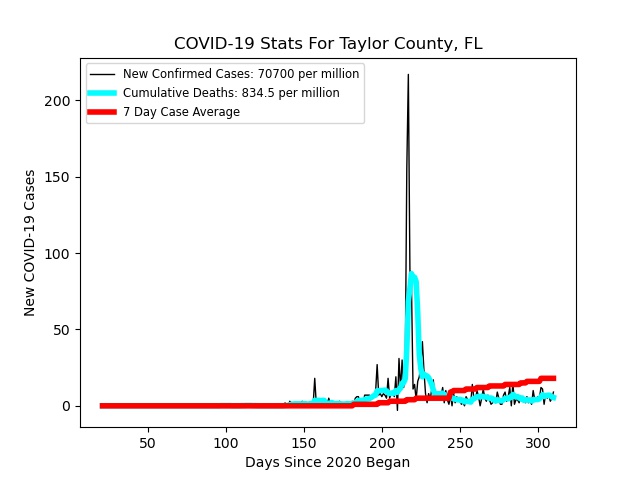 COVID-19 Stats For Taylor County, FL
New Confirmed Cases: 70700 per million
Cumulative Deaths: 834.5 per million
7 Day Case Average
New COVID-19 Cases
200
150
100
50
0
50 100 150 200 250 300
Days Since 2020 Began